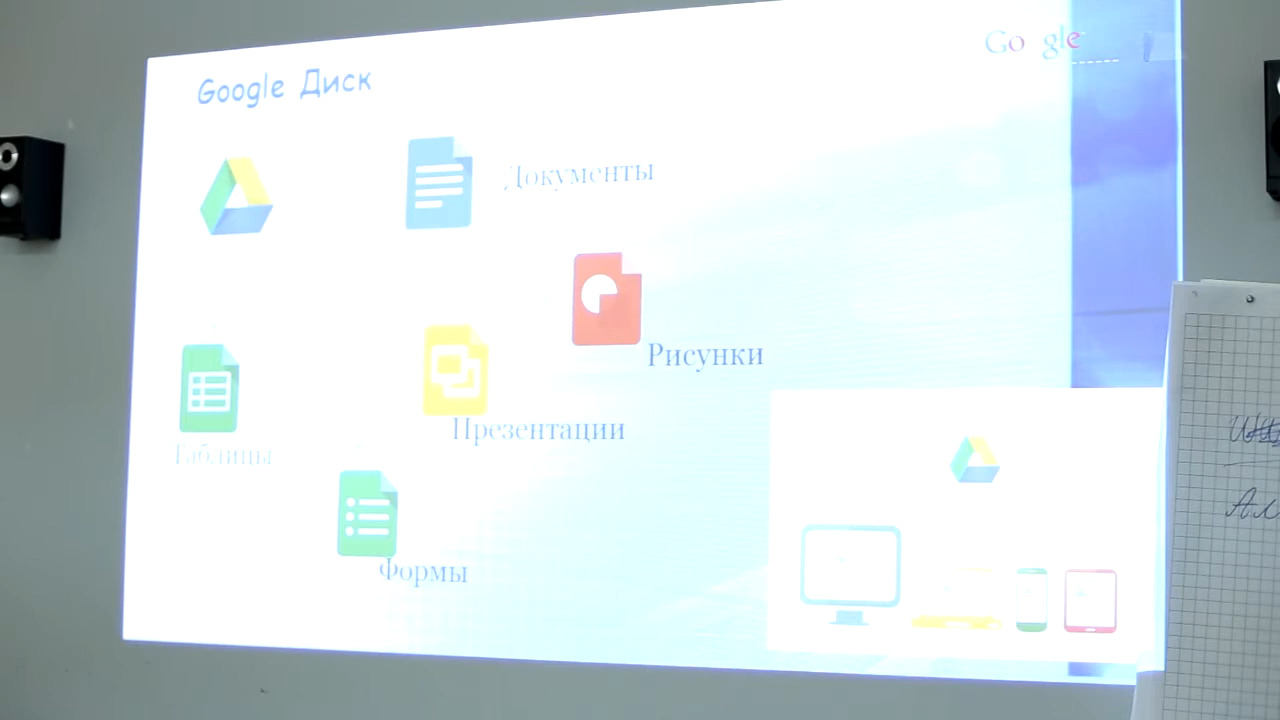 Google
Google Диск
Документы
Рисунки
Презентации
Таблицы
Формы